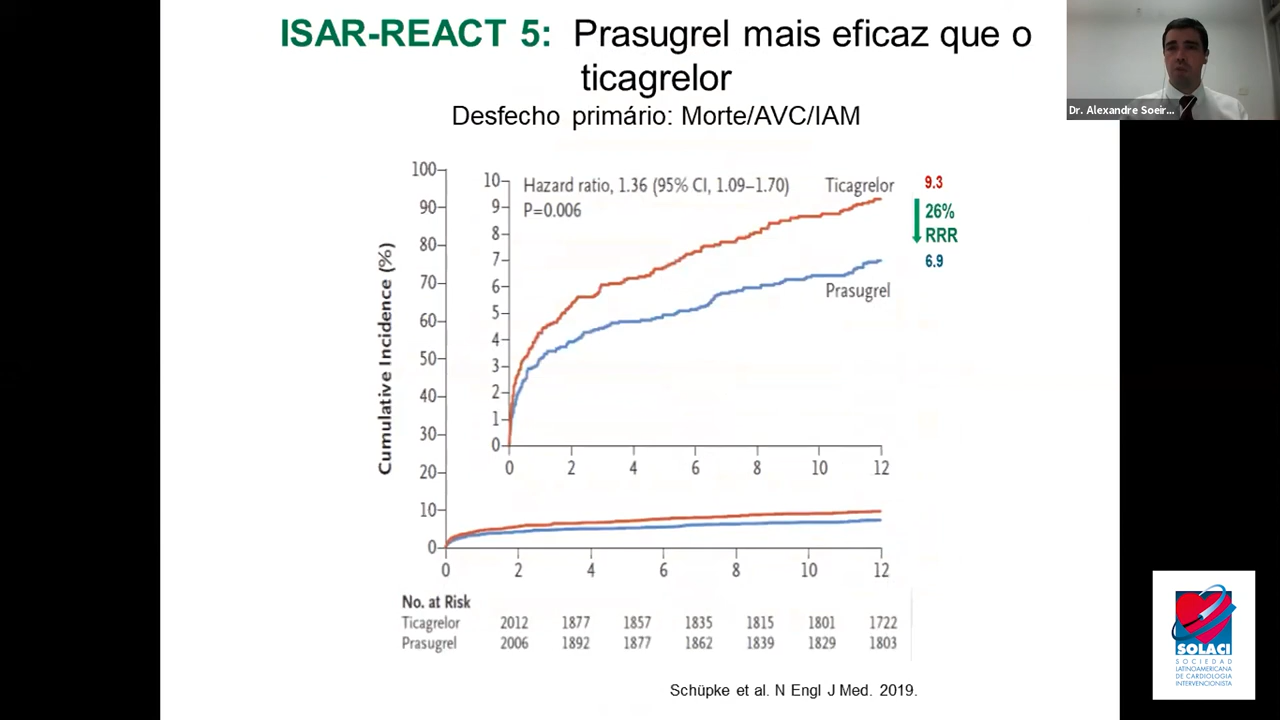 ISAR-REACT 5: Prasugrel mais eficaz que o
ticagrelor
Desfecho primário: Morte/AVC/IAM
Dr. Alexandre Soeir...
Cumulative Incidence (%)
100
90
80
70
60
50
40
30
20
10
0
10
9
8
7
6
5
4
3
2
1
0
Hazard ratio, 1.36 (95% CI, 1.09–1.70)
P=0.006
Ticagrelor
Prasugrel
9.3
26%
RRR
6.9
0 2 4 6 8 10 12
0 2 4 6 8 10 12
No. at Risk
Ticagrelor 2012 1877 1857 1835 1815 1801 1722
Prasugrel 2006 1892 1877 1862 1839 1829 1803
Schüpke et al. N Engl J Med. 2019.
SOLACI
SOCIEDAD
LATINOAMERICANA
DE CARDIOLOGIA
INTERVENCIONISTA